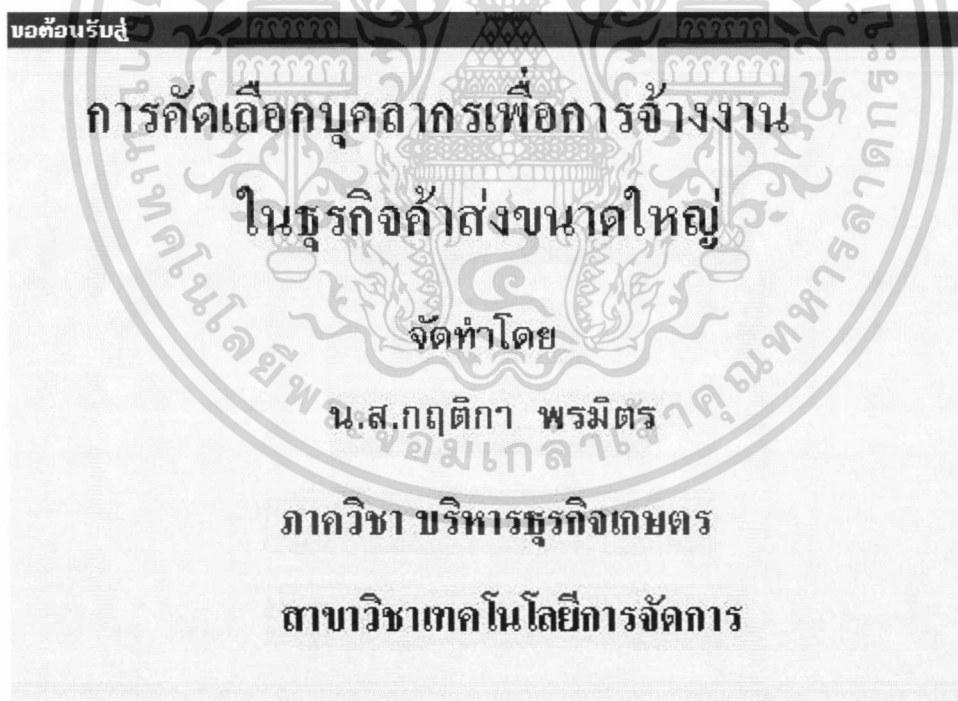 ขอต้อนรับสู่
การคัดเลือกบุคลากรเพื่อการจ้างงาน
ในธุรกิจค้าส่งขนาดใหญ่
จัดทำโดย
น.ส.กฤติกา พรมิตร
ภาควิชา บริหารธุรกิจเกษตร
สาขาวิชาเทคโนโลยีการจัดการ